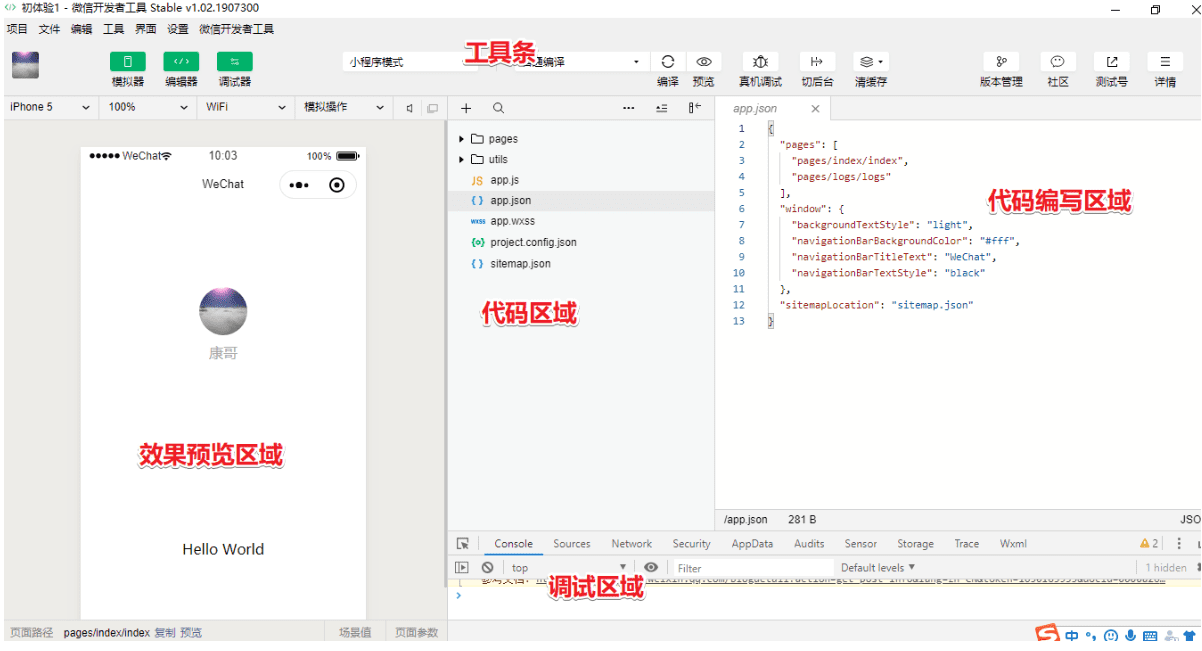 初体验1 - 微信开发者工具 Stable v1.02.1907300
项目 文件 编辑 工具 界面 设置 微信开发者工具
小程序模式 工具条 通编译
模拟器 编辑器 调试器 编译 预览 真机调试 切后台 清缓存 版本管理 社区 测试号 详情
iPhone 5 100% WiFi 模拟操作
app.json
WeChat 10:03 100%
WeChat
康哥
效果预览区域
Hello World
pages
utils
JS app.js
{ } app.json
wxss app.wxss
{o} project.config.json
{ } sitemap.json
代码区域
1 {
2 "pages": [
3 "pages/index/index",
4 "pages/logs/logs"
5 ],
6 "window": {
7 "backgroundTextStyle": "light",
8 "navigationBarBackgroundColor": "#fff",
9 "navigationBarTitleText": "WeChat",
10 "navigationBarTextStyle": "black"
11 },
12 "sitemapLocation": "sitemap.json"
13 }
代码编写区域
/app.json 281 B JSO
Console Sources Network Security AppData Audits Sensor Storage Trace Wxml 2
top Filter Default levels 1 hidden
调试区域
页面路径 pages/index/index 复制 预览 场景值 页面参数
中